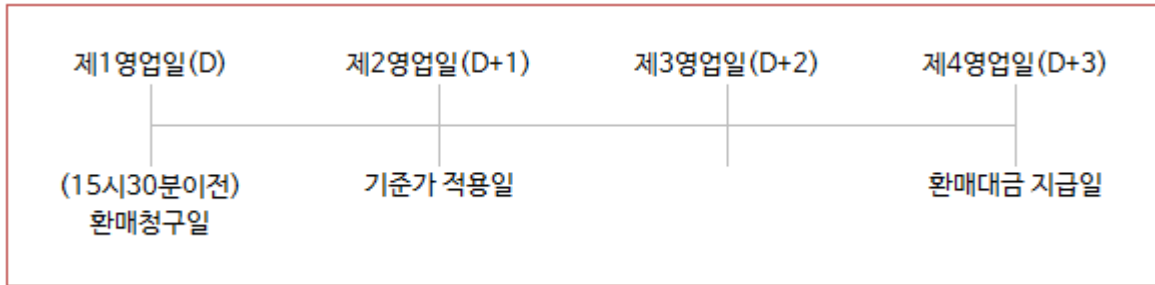 제1영업일(D) 제2영업일(D+1) 제3영업일(D+2) 제4영업일(D+3)
(15시30분이전) 기준가 적용일 환매대금 지급일
환매청구일